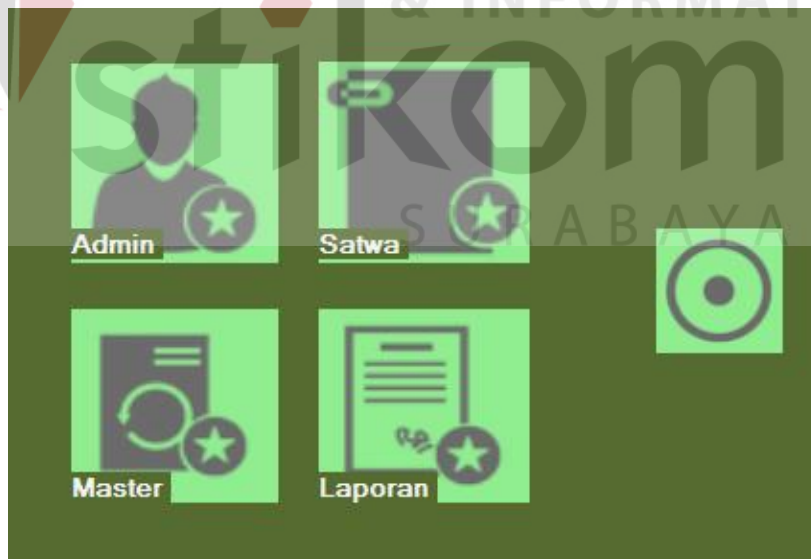 & INFORMAT
stikom
SURABAYA
Admin
Satwa
Master
Laporan